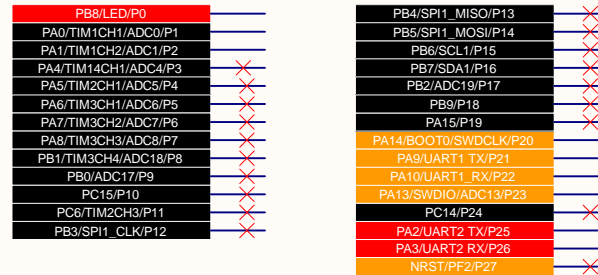 PB8/LED/P0
PA0/TIM1CH1/ADC0/P1
PA1/TIM1CH2/ADC1/P2
PA4/TIM14CH1/ADC4/P3
PA5/TIM2CH1/ADC5/P4
PA6/TIM3CH1/ADC6/P5
PA7/TIM3CH2/ADC7/P6
PA8/TIM3CH3/ADC8/P7
PB1/TIM3CH4/ADC18/P8
PB0/ADC17/P9
PC15/P10
PC6/TIM2CH3/P11
PB3/SPI1_CLK/P12
PB4/SPI1_MISO/P13
PB5/SPI1_MOSI/P14
PB6/SCL1/P15
PB7/SDA1/P16
PB2/ADC19/P17
PB9/P18
PA15/P19
PA14/BOOT0/SWDCLK/P20
PA9/UART1 TX/P21
PA10/UART1_RX/P22
PA13/SWDIO/ADC13/P23
PC14/P24
PA2/UART2 TX/P25
PA3/UART2 RX/P26
NRST/PF2/P27